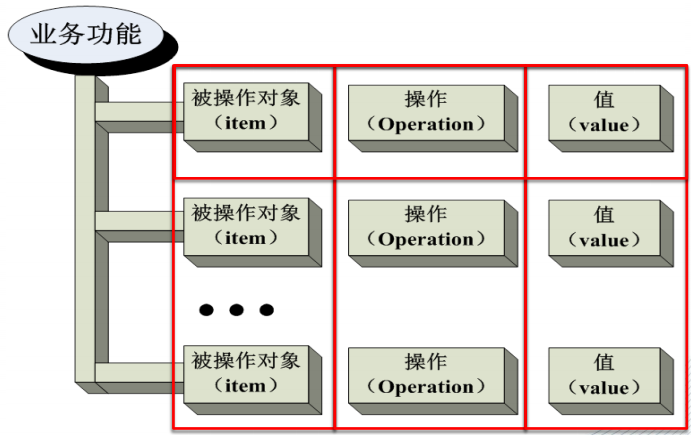 业务功能
被操作对象 操作 值
（item） （Operation） （value）
被操作对象 操作 值
（item） （Operation） （value）
被操作对象 操作 值
（item） （Operation） （value）